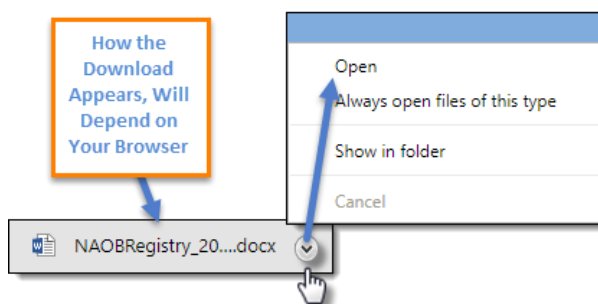 How the
Download
Appears, Will
Depend on
Your Browser
Open
Always open files of this type
Show in folder
Cancel
NAOBRegistry_20....docx